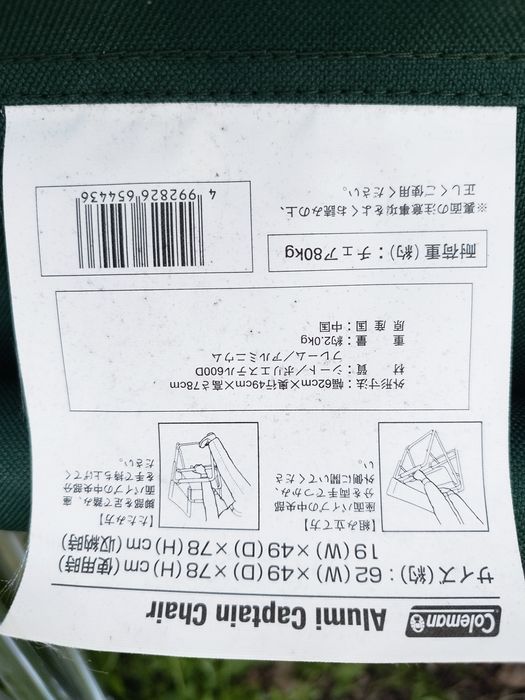 Coleman Alumi Captain Chair
サイズ(約):62(W)×49(D)×78(H)cm(使用時)
19(W)×49(D)×78(H)cm(収納時)
【組み立て方】
座面パイプの中央部
分を両手でつかみ、
外側に開いてくださ
い。
【たたみ方】
脚部を足で踏み、座
面パイプの中央部分
を手で持ち上げてく
ださい。
外形寸法:幅62cm×奥行49cm×高さ78cm
材質:シート/ポリエステル600D
フレーム/アルミニウム
重量:約2.0kg
原産国:中国
耐荷重(約):チェア80kg
※裏面の注意事項をよくお読みの上、
正しくご使用ください。
4 992826 654436